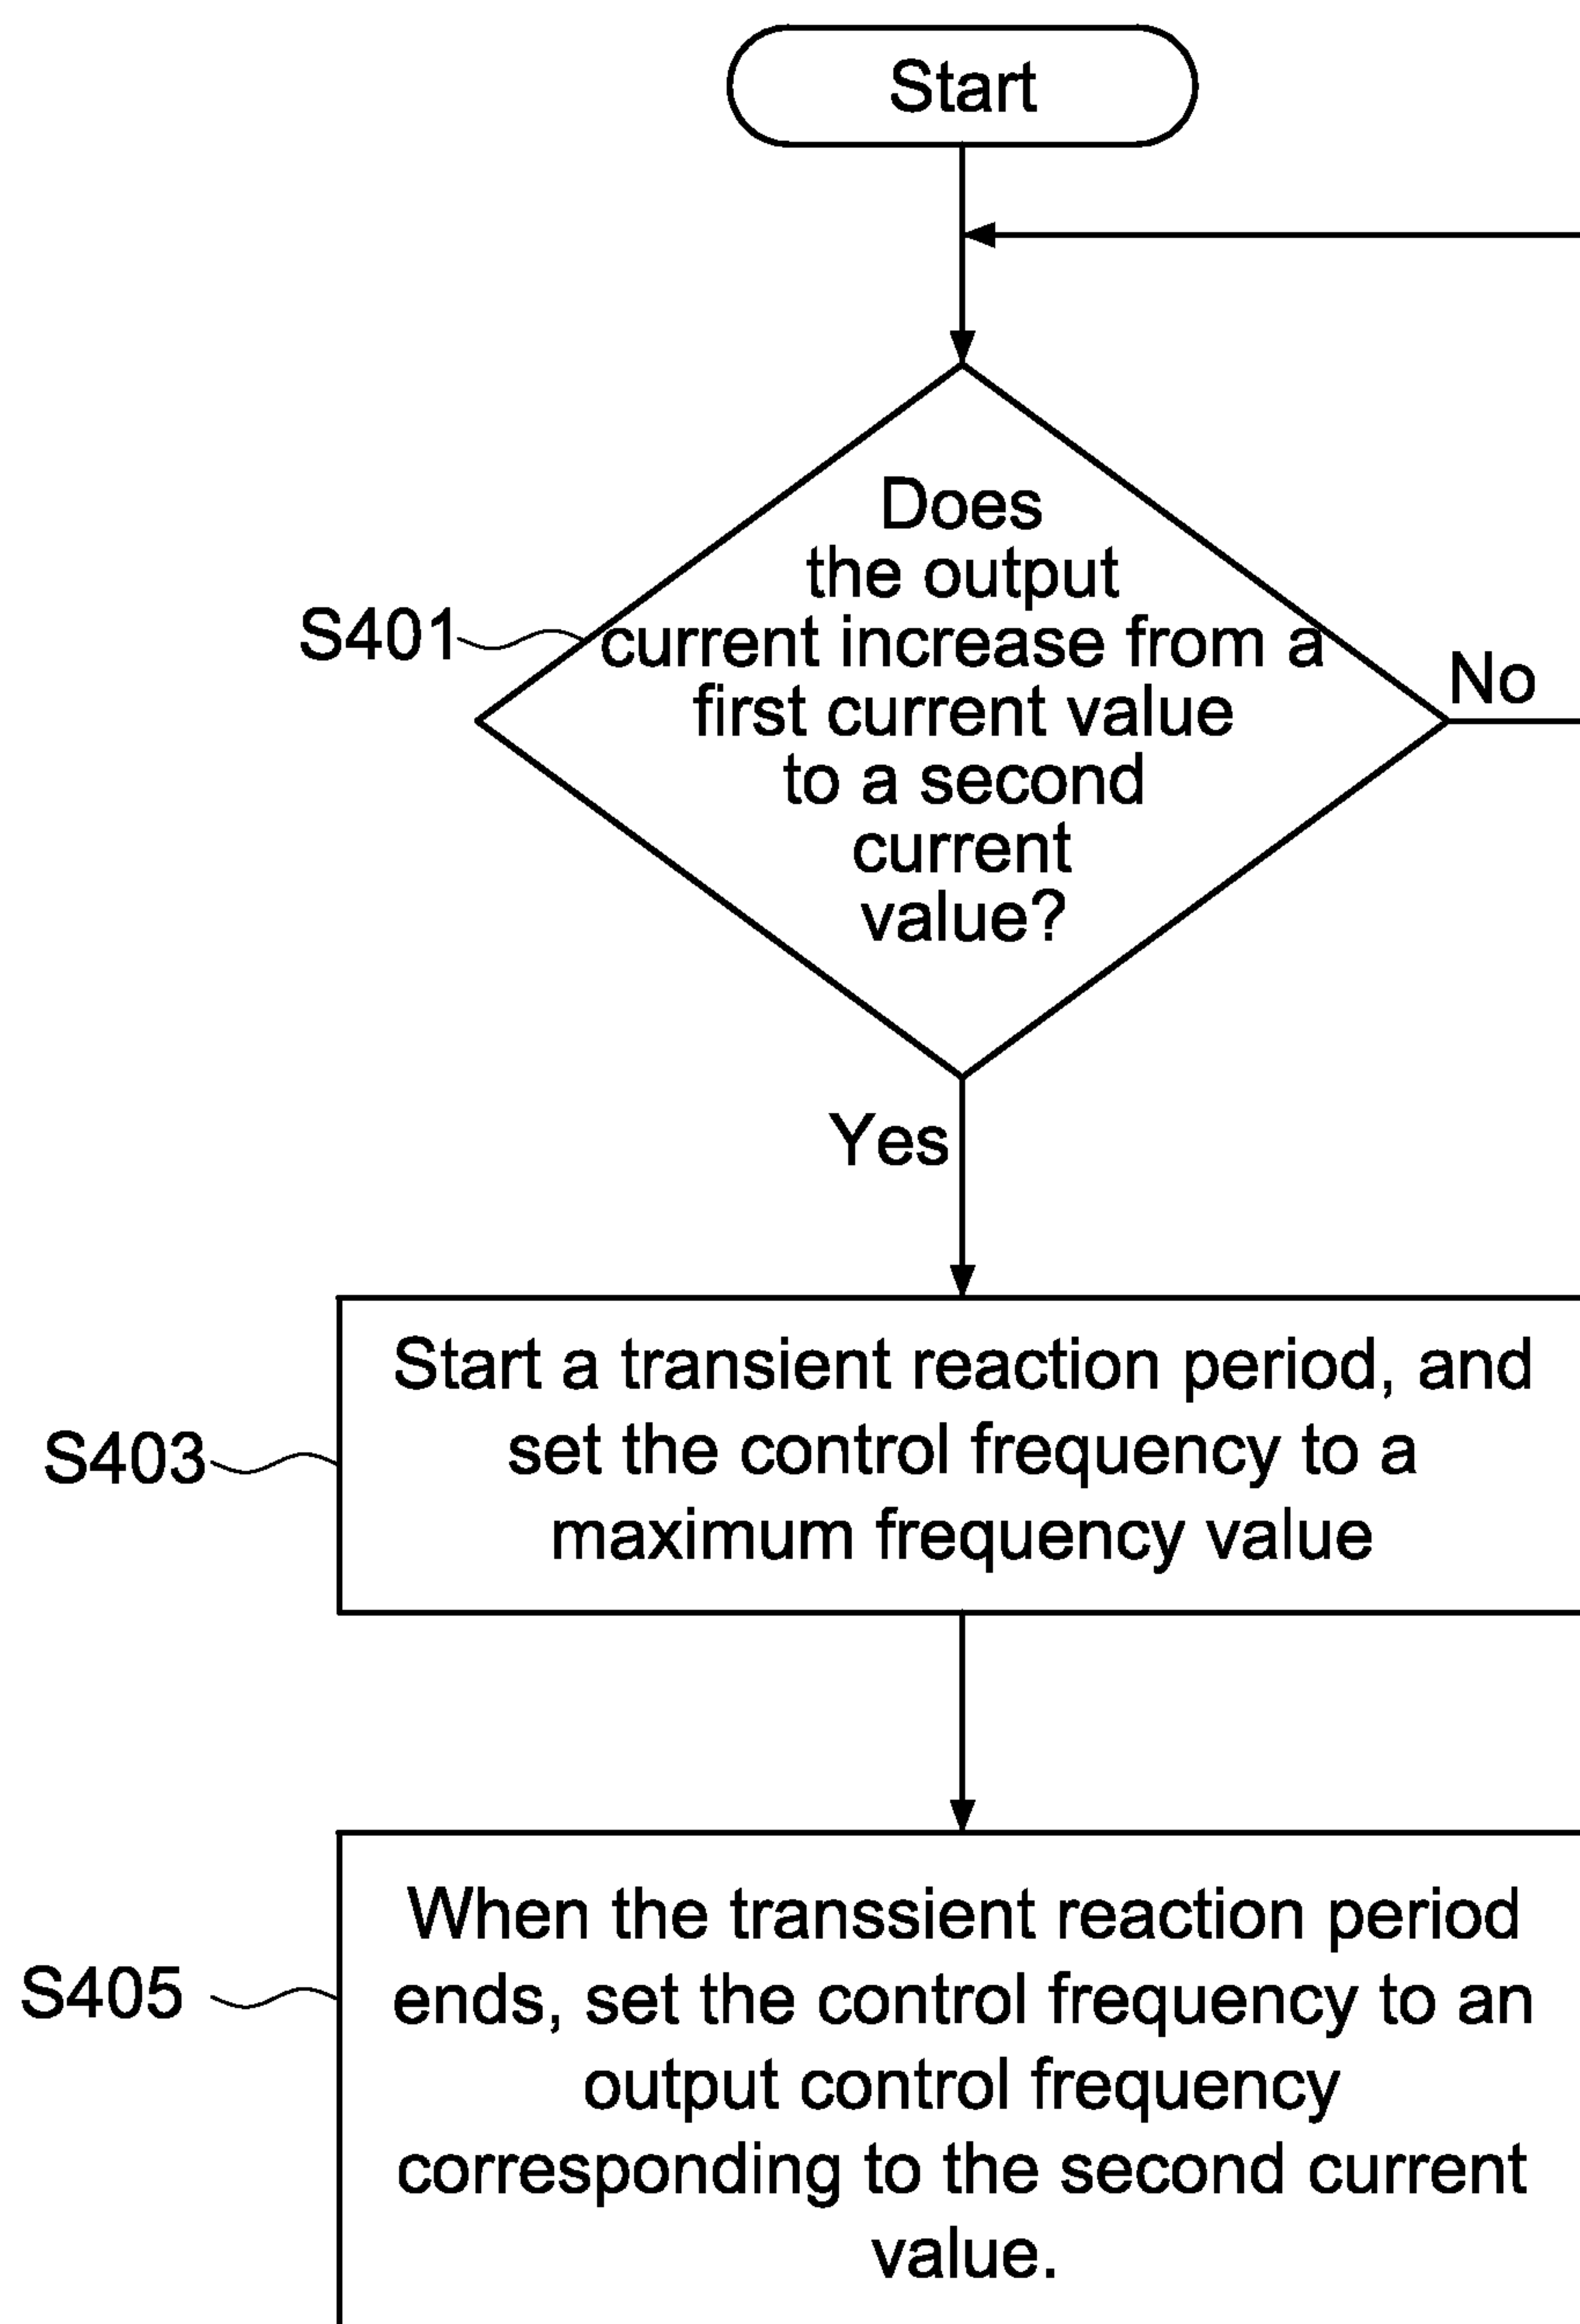 Start
Does
the output
S401
current increase from a
No
first current value
to a second
current
value?
Yes
Start a transient reaction period, and
S403
set the control frequency to a
maximum frequency value
When the transsient reaction period
S405
ends, set the control frequency to an
output control frequency
corresponding to the second current
value.